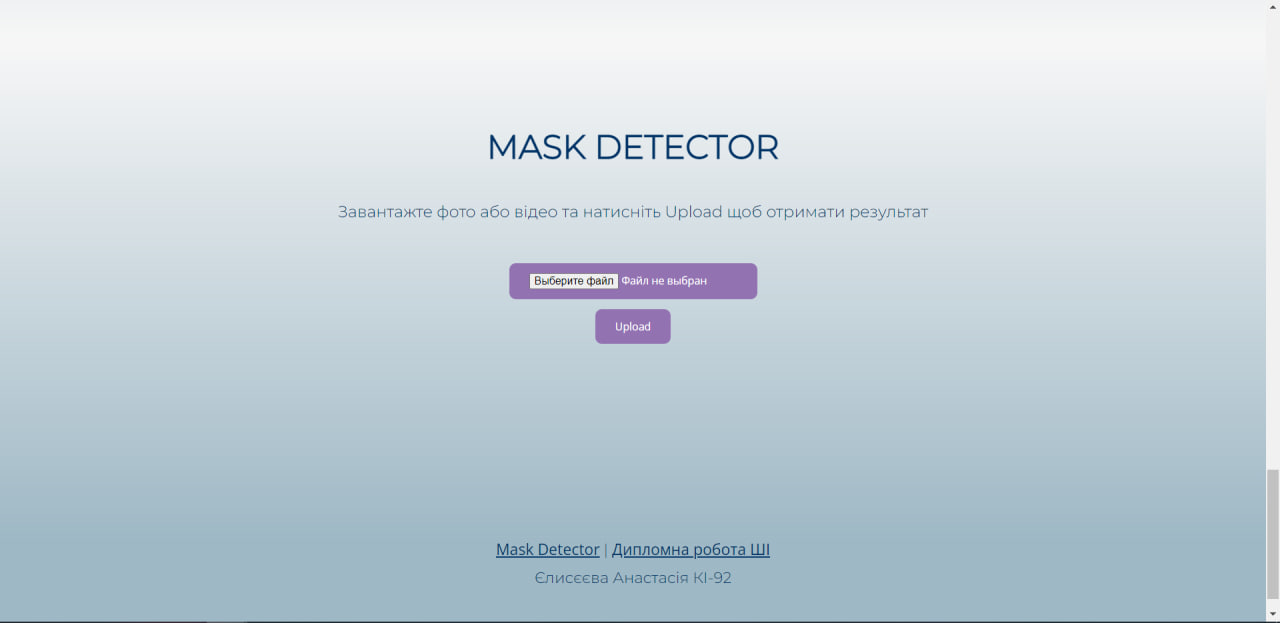 MASK DETECTOR
Завантажте фото або відео та натисніть Upload щоб отримати результат
Выберите файл Файл не выбран
Upload
Mask Detector | Дипломна робота ШІ
Єлисєєва Анастасія КІ-92